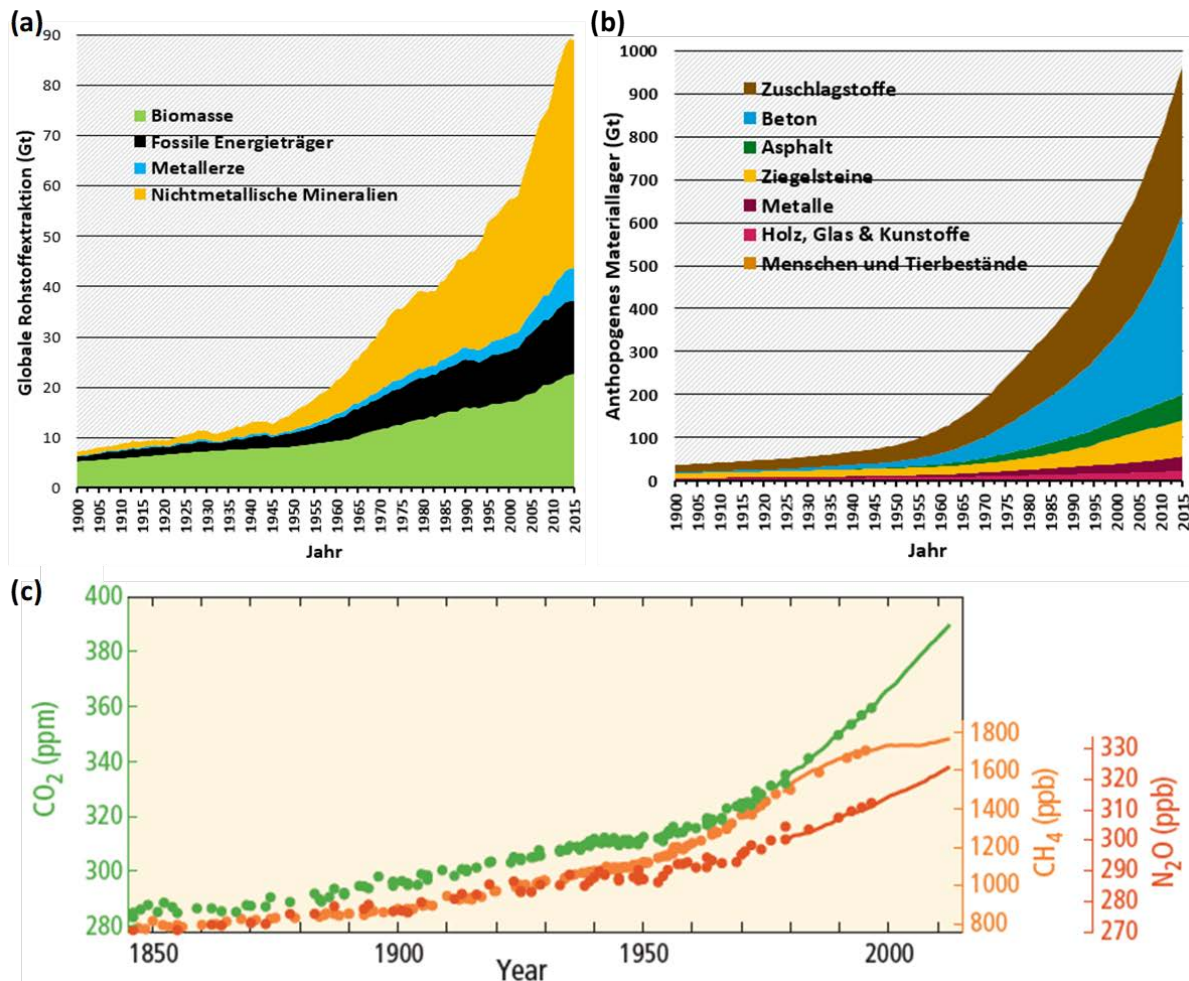 (a)
90
80
70
60
50
40
30
20
10
0
Globale Rohstoffextraktion (Gt)
Biomasse
Fossile Energieträger
Metallerze
Nichtmetallische Mineralien
1900 1905 1910 1915 1920 1925 1930 1935 1940 1945 1950 1955 1960 1965 1970 1975 1980 1985 1990 1995 2000 2005 2010 2015
Jahr
(b)
1000
900
800
700
600
500
400
300
200
100
0
Anthopogenes Materiallager (Gt)
Zuschlagstoffe
Beton
Asphalt
Ziegelsteine
Metalle
Holz, Glas & Kunstoffe
Menschen und Tierbestände
1900 1905 1910 1915 1920 1925 1930 1935 1940 1945 1950 1955 1960 1965 1970 1975 1980 1985 1990 1995 2000 2005 2010 2015
Jahr
(c)
400
380
360
340
320
300
280
CO₂ (ppm)
1800
1600
1400
1200
1000
800
CH₄ (ppb)
330
320
310
300
290
280
270
N₂O (ppb)
1850 1900 1950 2000
Year